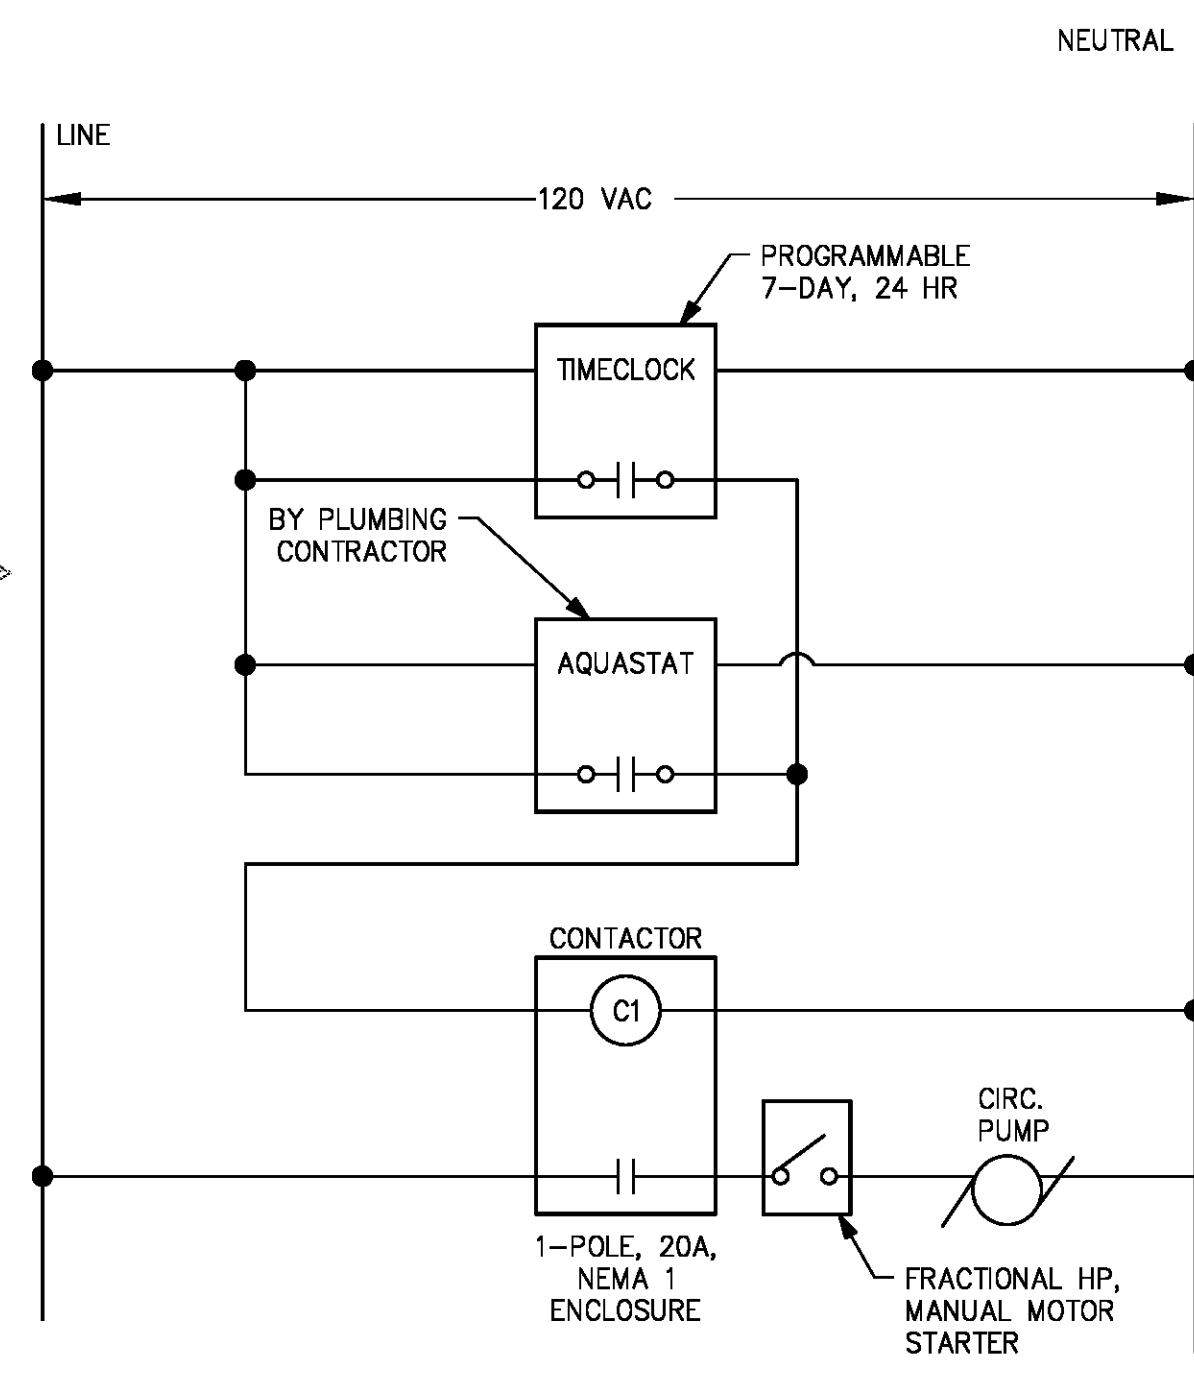 NEUTRAL
LINE
120 VAC
PROGRAMMABLE
7-DAY, 24 HR
TIMECLOCK
BY PLUMBING
CONTRACTOR
AQUASTAT
CONTACTOR
C1
CIRC.
PUMP
1-POLE, 20A,
NEMA 1
ENCLOSURE
FRACTIONAL HP,
MANUAL MOTOR
STARTER